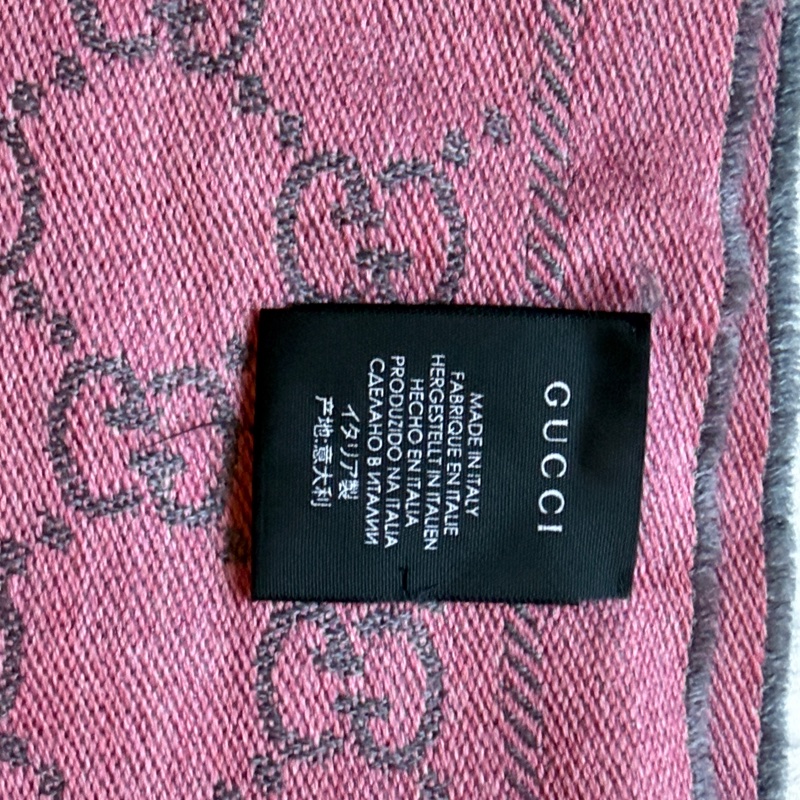 GUCCI
MADE IN ITALY
FABRIQUE EN ITALIE
HERGESTELLT IN ITALIEN
HECHO EN ITALIA
PRODUZIDO NA ITALIA
СДЕЛАНО В ИТАЛИИ
イタリア製
产地:意大利